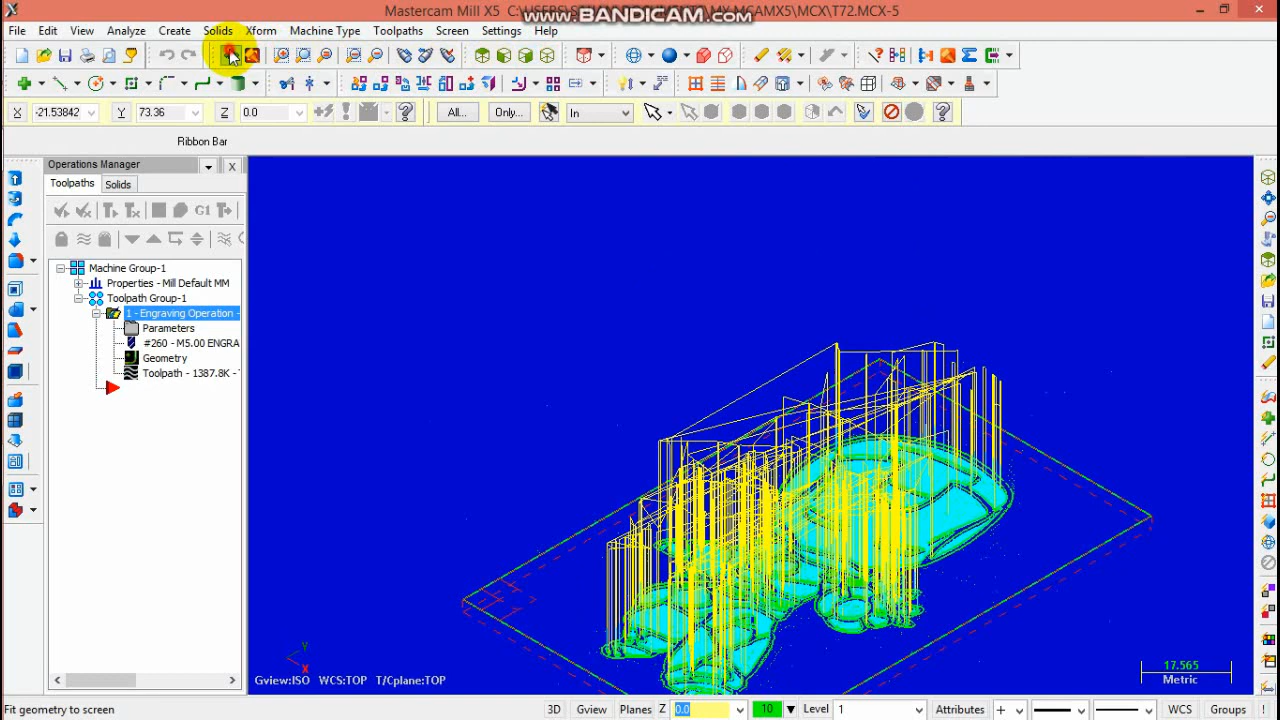 Mastercam Mill X5 C:\USERS\S
MY MCAMX5\MCX\T72.MCX-5
www.BANDICAM.com
File Edit View Analyze Create Solids Xform Machine Type Toolpaths Screen Settings Help
X -21.53842 Y 73.36 Z 0.0 All... Only... In
Ribbon Bar
Operations Manager
Toolpaths Solids
G1
Machine Group-1
Properties - Mill Default MM
Toolpath Group-1
1 - Engraving Operation -
Parameters
#260 - M5.00 ENGRA
Geometry
Toolpath - 1387.8K -
Y
X
17.565
Metric
Gview:ISO WCS:TOP T/Cplane:TOP
Fit geometry to screen 3D Gview Planes Z 0.0 10 Level 1 Attributes WCS Groups